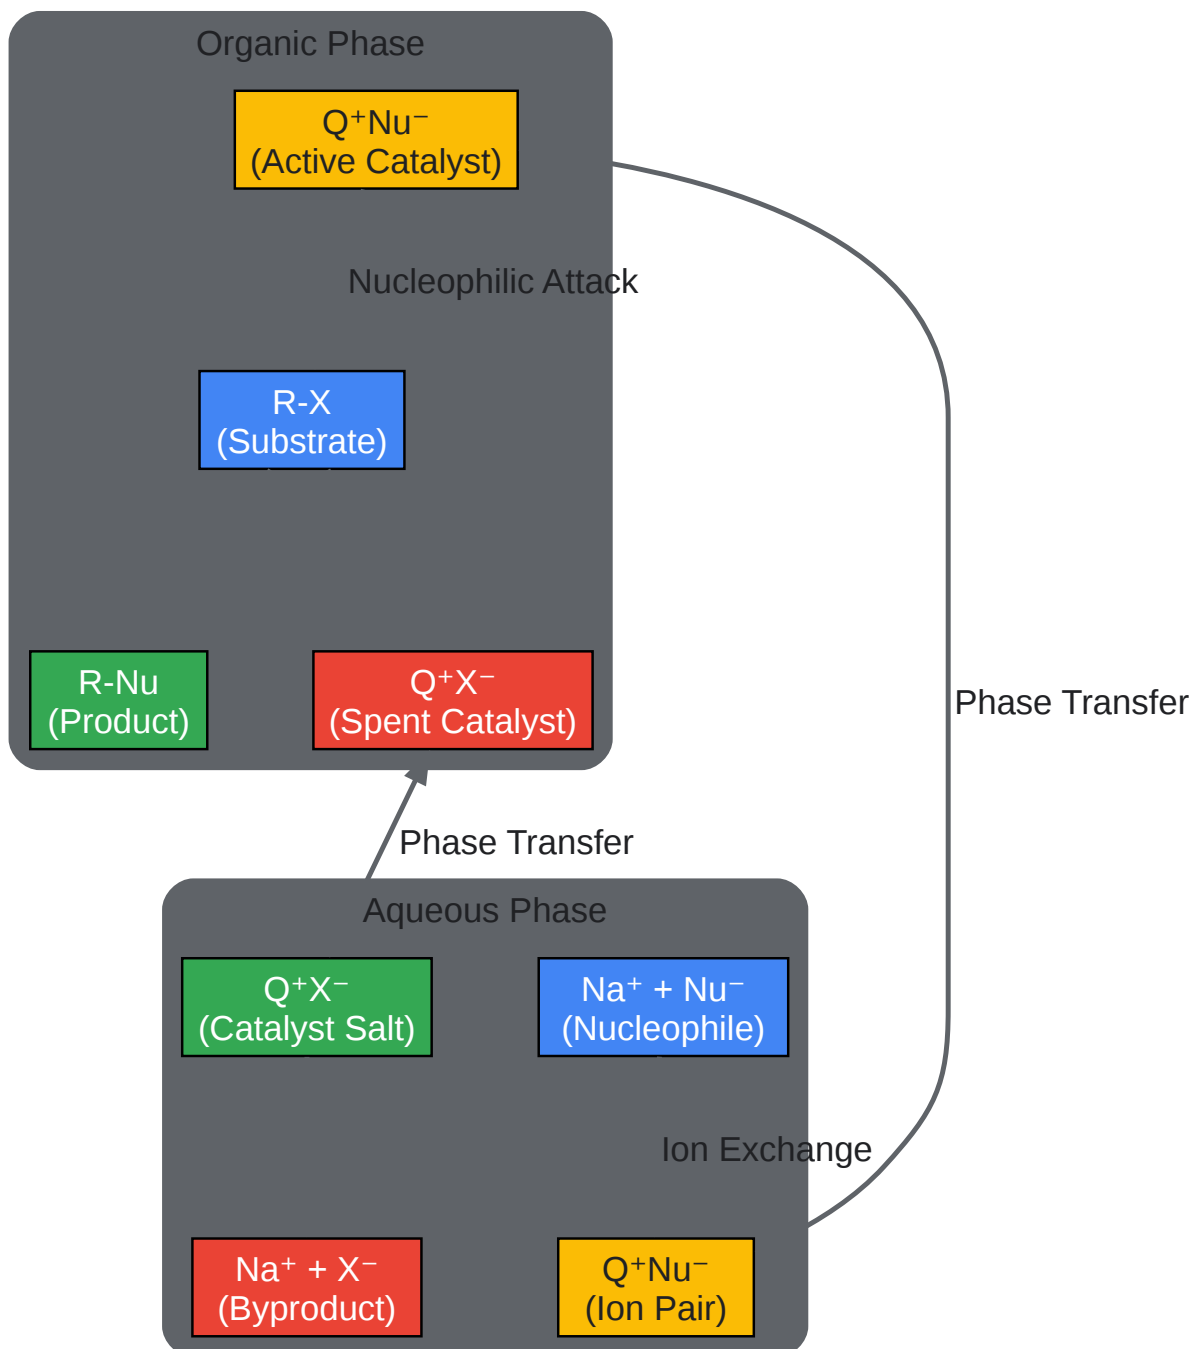 Organic Phase
Q⁺Nu⁻
(Active Catalyst)
Nucleophilic Attack
R-X
(Substrate)
R-Nu
(Product)
Q⁺X⁻
(Spent Catalyst)
Phase Transfer
Phase Transfer
Aqueous Phase
Q⁺X⁻
(Catalyst Salt)
Na⁺ + Nu⁻
(Nucleophile)
Ion Exchange
Na⁺ + X⁻
(Byproduct)
Q⁺Nu⁻
(Ion Pair)